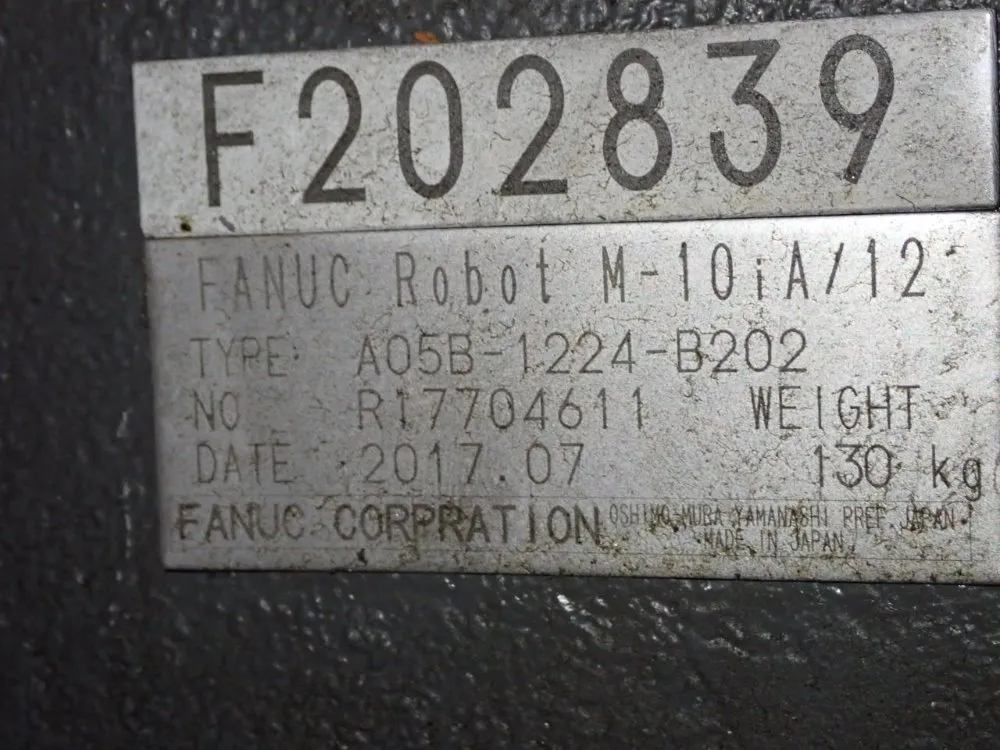 F202839
FANUC Robot M-10iA/12
TYPE A05B-1224-B202
NO R17704611 WEIGHT
DATE 2017.07 130 kg
FANUC CORPRATION OSHINO-MURA YAMANASHI PREF. JAPAN
MADE IN JAPAN